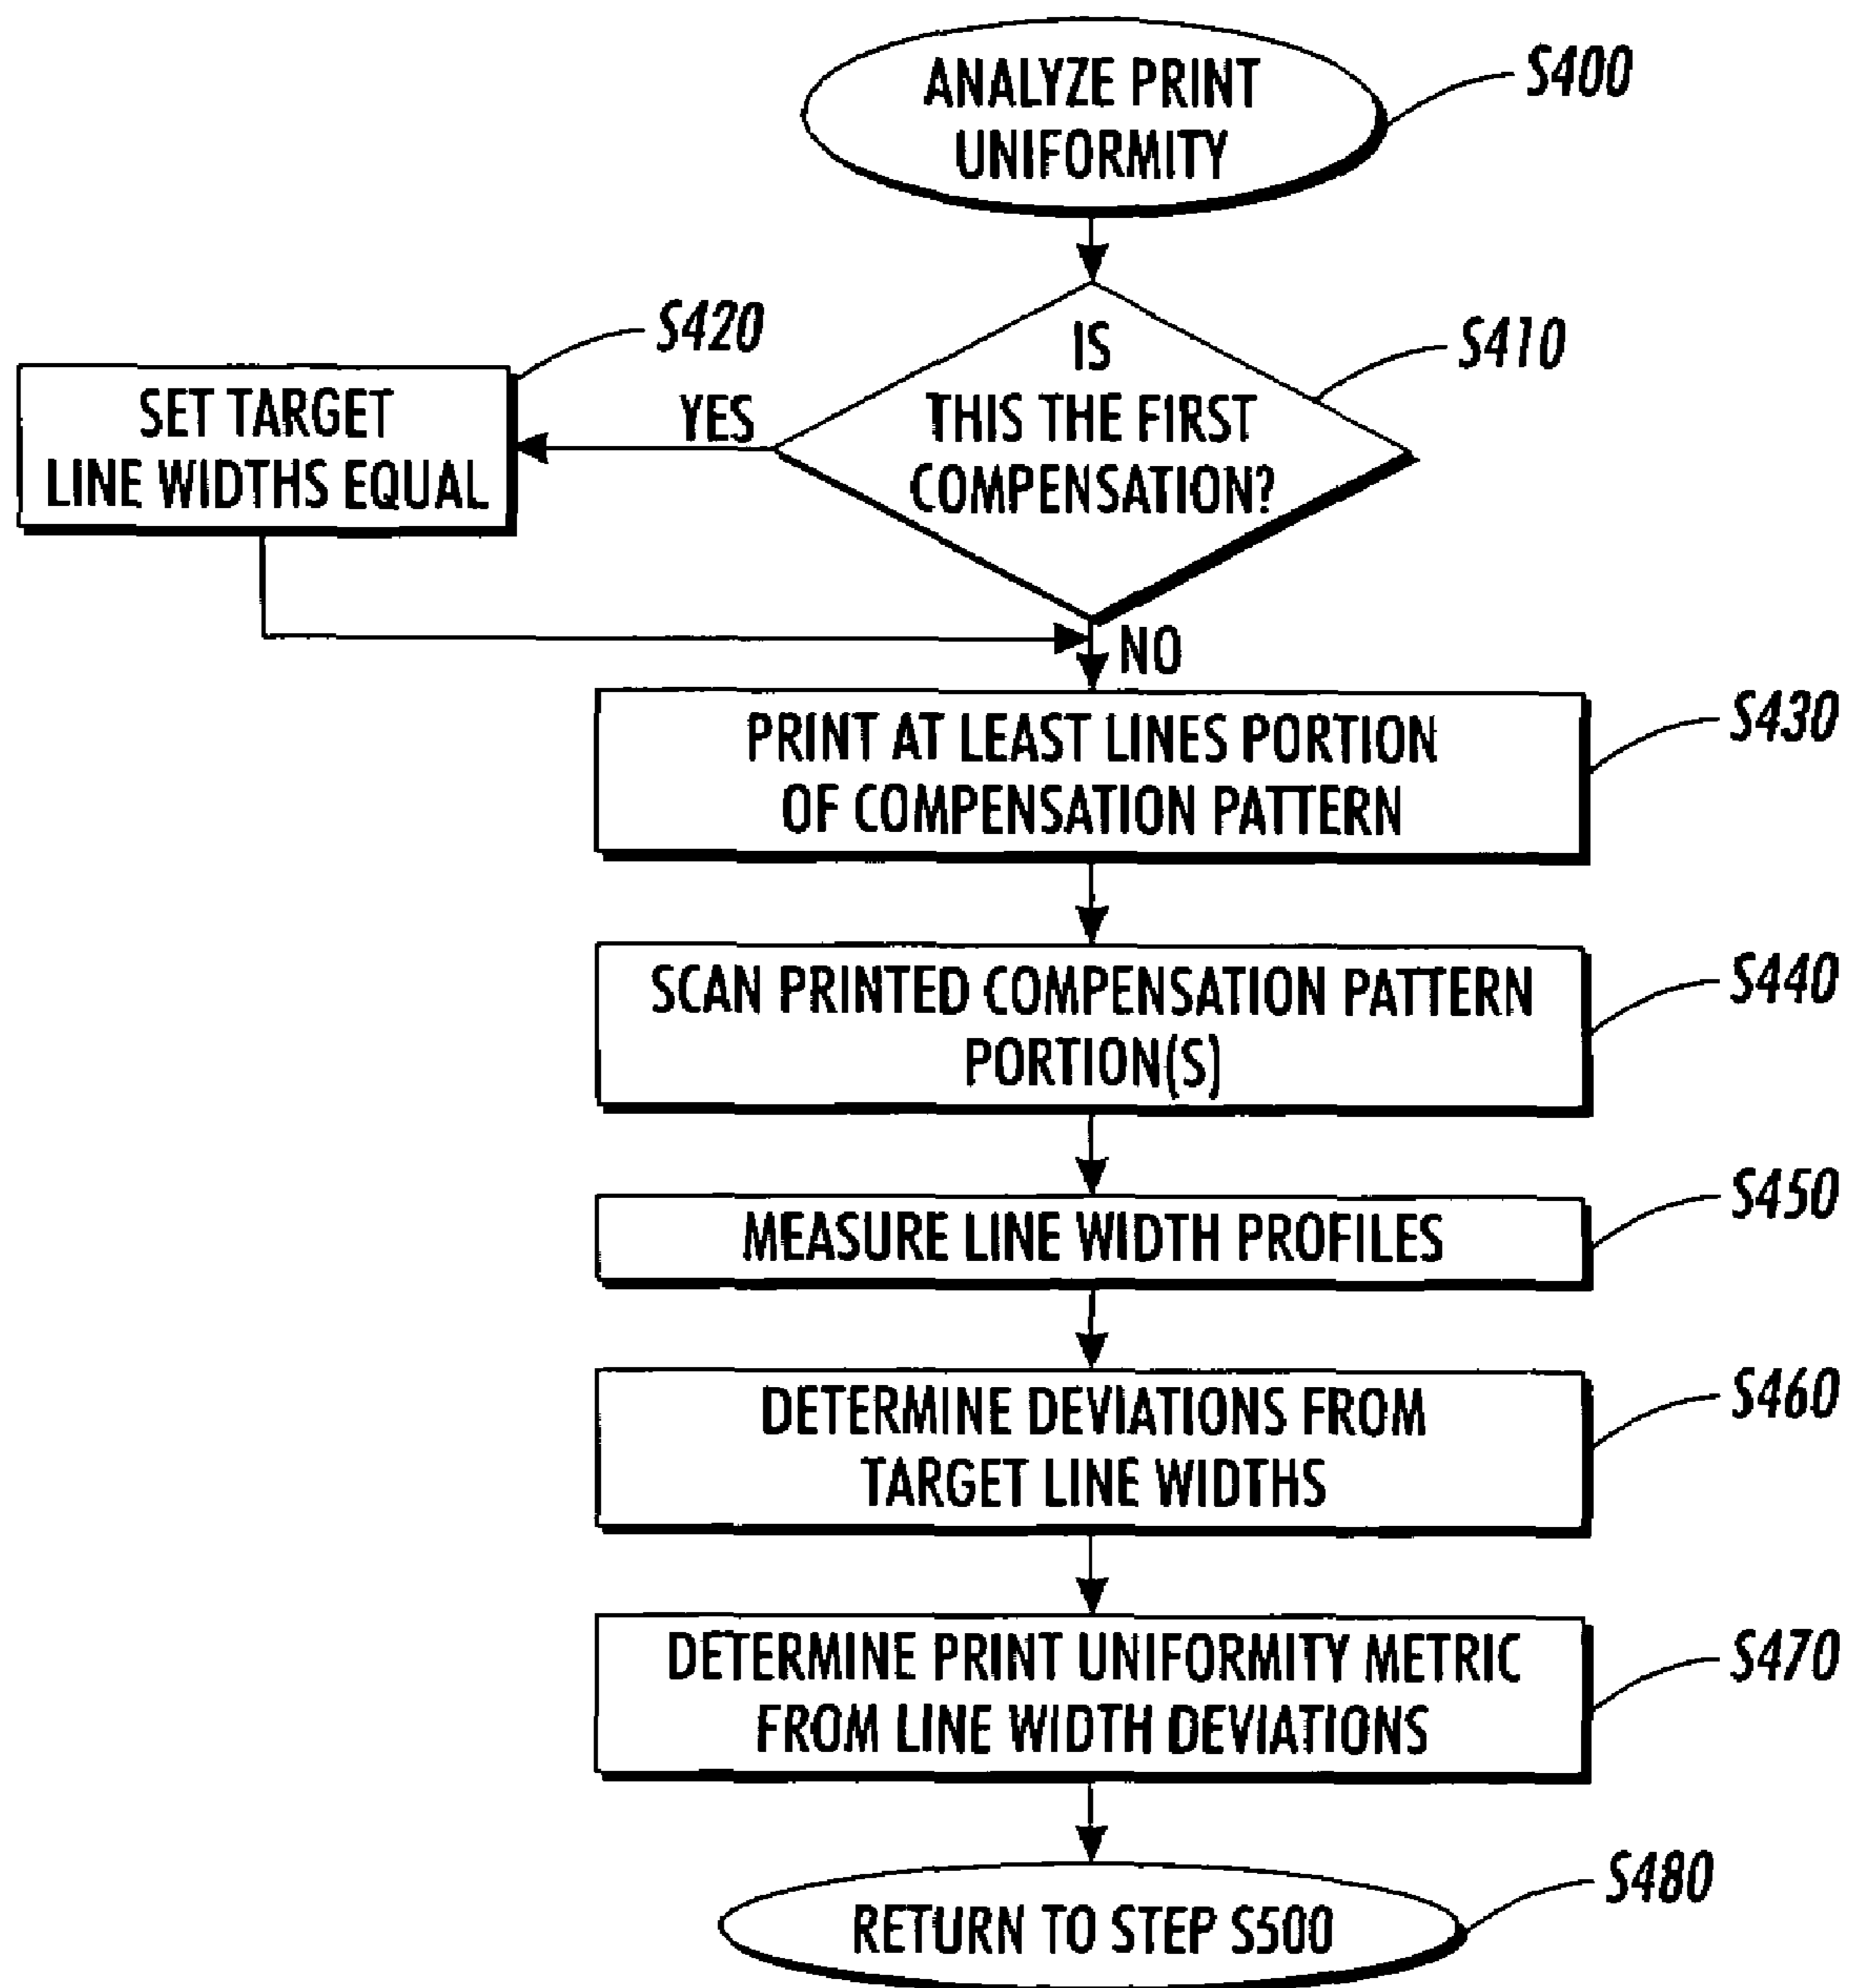 ANALYZE PRINT
UNIFORMITY
S400
IS
THIS THE FIRST
COMPENSATION?
S410
YES
S420
SET TARGET
LINE WIDTHS EQUAL
NO
PRINT AT LEAST LINES PORTION
OF COMPENSATION PATTERN
S430
SCAN PRINTED COMPENSATION PATTERN
PORTION(S)
S440
MEASURE LINE WIDTH PROFILES
S450
DETERMINE DEVIATIONS FROM
TARGET LINE WIDTHS
S460
DETERMINE PRINT UNIFORMITY METRIC
FROM LINE WIDTH DEVIATIONS
S470
RETURN TO STEP S500
S480